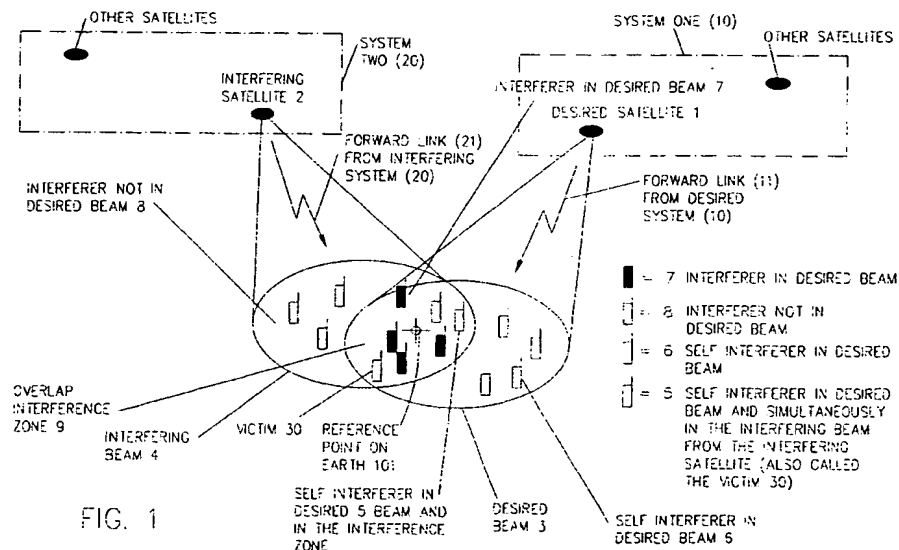 OTHER SATELLITES
SYSTEM ONE (10)
OTHER SATELLITES
SYSTEM
TWO (20)
INTERFERING
SATELLITE 2
INTERFERER IN DESIRED BEAM 7
DESIRED SATELLITE 1
FORWARD LINK (21)
FROM INTERFERING
SYSTEM (20)
INTERFERER NOT IN
DESIRED BEAM 8
FORWARD LINK (11)
FROM DESIRED
SYSTEM (10)
= 7 INTERFERER IN DESIRED BEAM
= 8 INTERFERER NOT IN
DESIRED BEAM
= 6 SELF INTERFERER IN DESIRED
BEAM
= 5 SELF INTERFERER IN DESIRED
BEAM AND SIMULTANEOUSLY
IN THE INTERFERING BEAM
FROM THE INTERFERING
SATELLITE (ALSO CALLED
THE VICTIM 30)
OVERLAP
INTERFERENCE
ZONE 9
INTERFERING
BEAM 4
VICTIM 30
REFERENCE
POINT ON
EARTH 101
SELF INTERFERER IN
DESIRED 5 BEAM AND
IN THE INTERFERENCE
ZONE
DESIRED
BEAM 3
SELF INTERFERER IN
DESIRED BEAM 6
FIG. 1